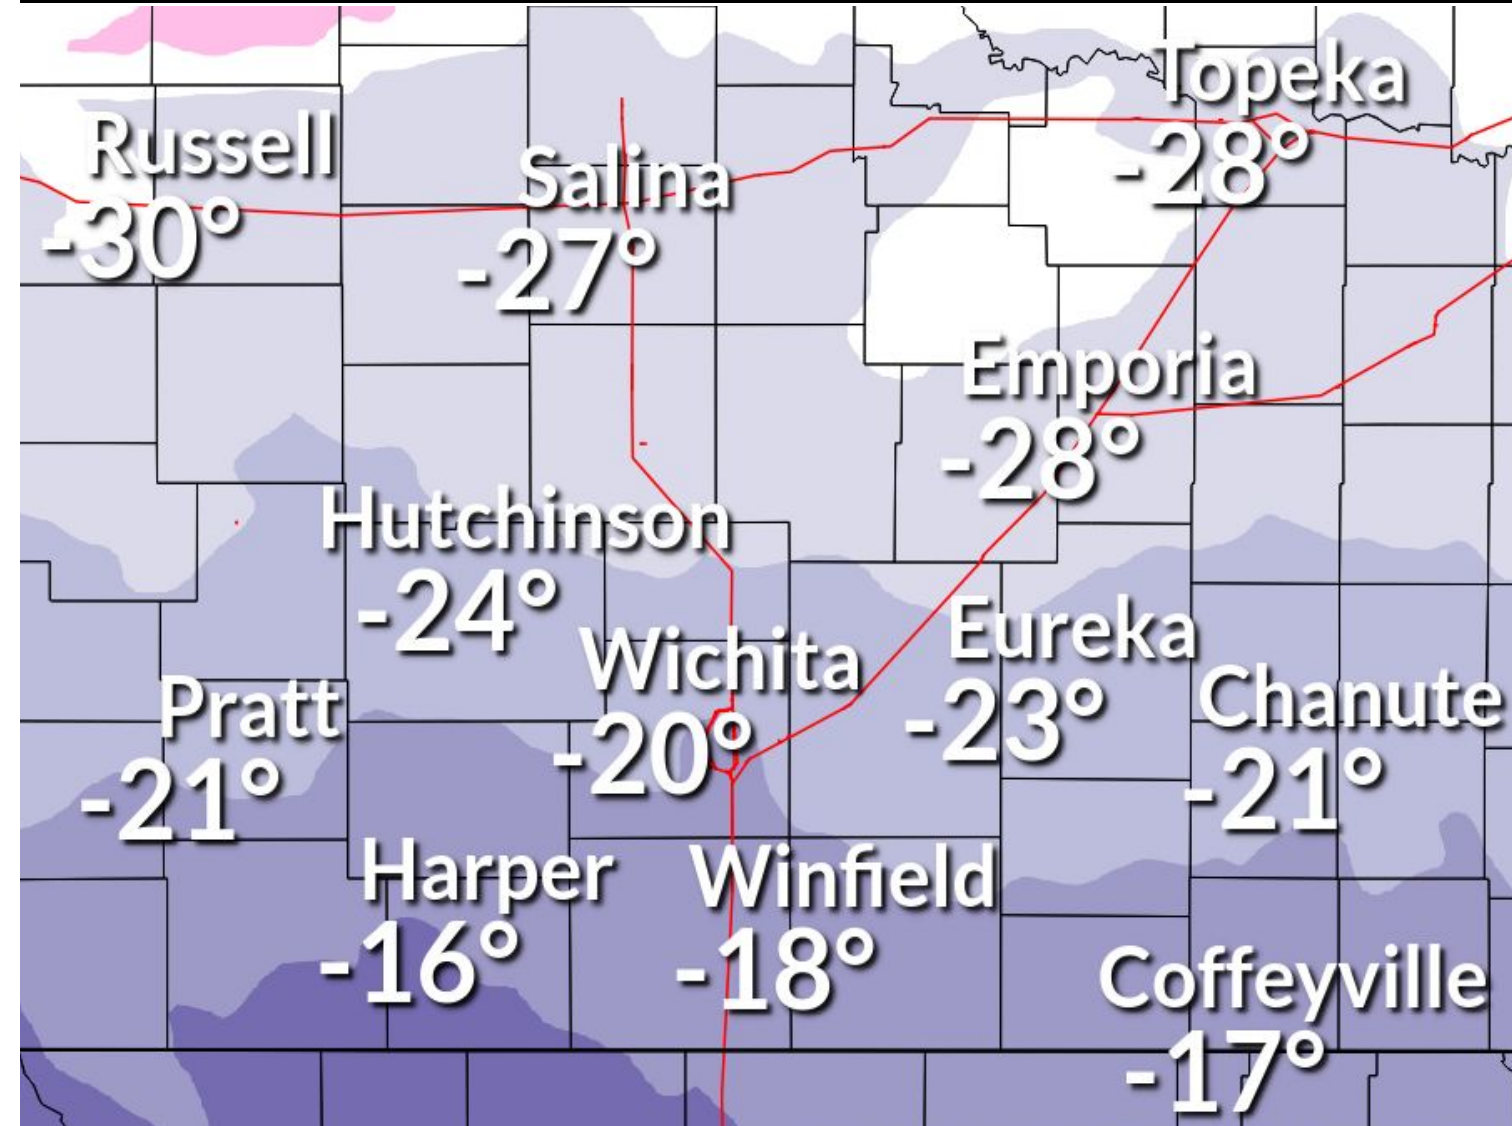 Topeka
-28°
Russell
-30°
Salina
-27°
Emporia
-28°
Hutchinson
-24°
Eureka
-23°
Wichita
-20°
Chanute
-21°
Pratt
-21°
Harper
-16°
Winfield
-18°
Coffeyville
-17°